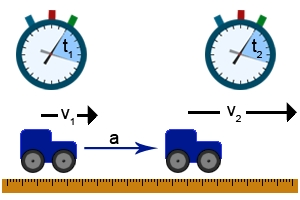 t₁ t₂
v₁ v₂
a